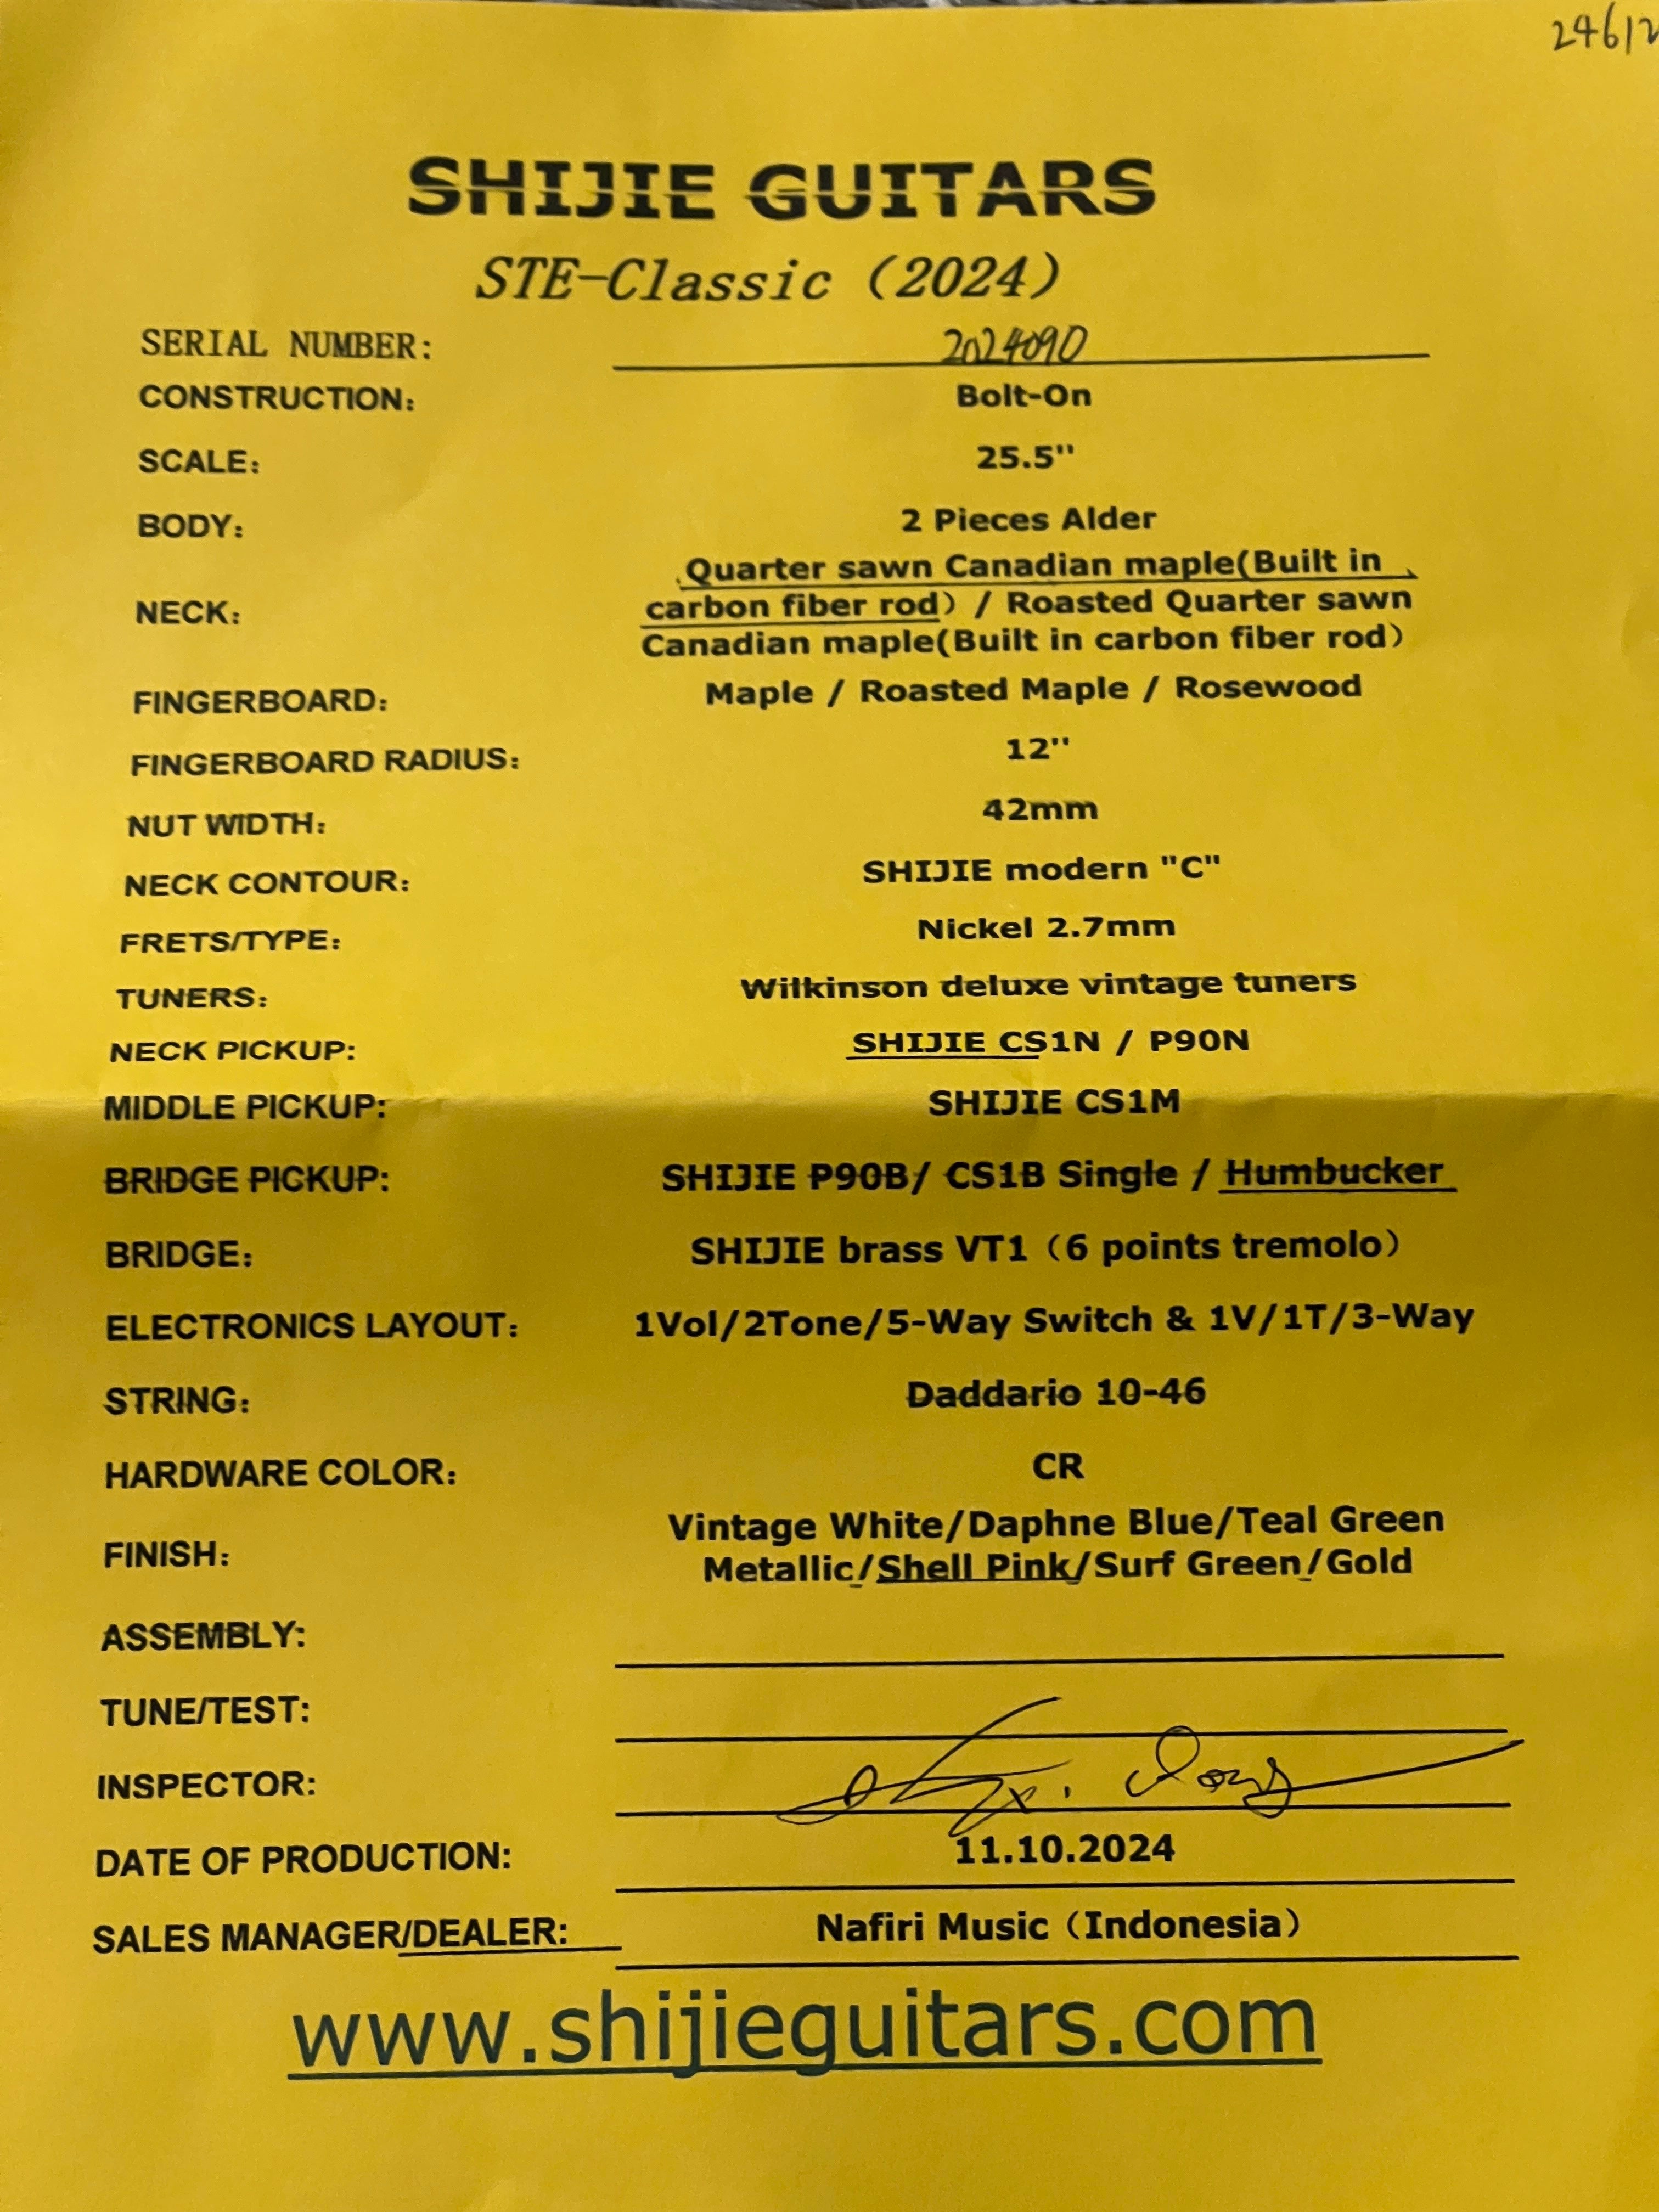 24612
SHIJIE GUITARS
STE-Classic（2024）
SERIAL NUMBER: 2024090
CONSTRUCTION: Bolt-On
SCALE: 25.5''
BODY: 2 Pieces Alder
NECK: Quarter sawn Canadian maple(Built in
carbon fiber rod）/ Roasted Quarter sawn
Canadian maple(Built in carbon fiber rod）
FINGERBOARD: Maple / Roasted Maple / Rosewood
FINGERBOARD RADIUS: 12''
NUT WIDTH: 42mm
NECK CONTOUR: SHIJIE modern "C"
FRETS/TYPE: Nickel 2.7mm
TUNERS: Wilkinson deluxe vintage tuners
NECK PICKUP: SHIJIE CS1N / P90N
MIDDLE PICKUP: SHIJIE CS1M
BRIDGE PICKUP: SHIJIE P90B/ CS1B Single / Humbucker
BRIDGE: SHIJIE brass VT1（6 points tremolo）
ELECTRONICS LAYOUT: 1Vol/2Tone/5-Way Switch & 1V/1T/3-Way
STRING: Daddario 10-46
HARDWARE COLOR: CR
FINISH: Vintage White/Daphne Blue/Teal Green
Metallic/Shell Pink/Surf Green/Gold
ASSEMBLY:
TUNE/TEST:
INSPECTOR:
DATE OF PRODUCTION: 11.10.2024
SALES MANAGER/DEALER: Nafiri Music（Indonesia）
www.shijieguitars.com